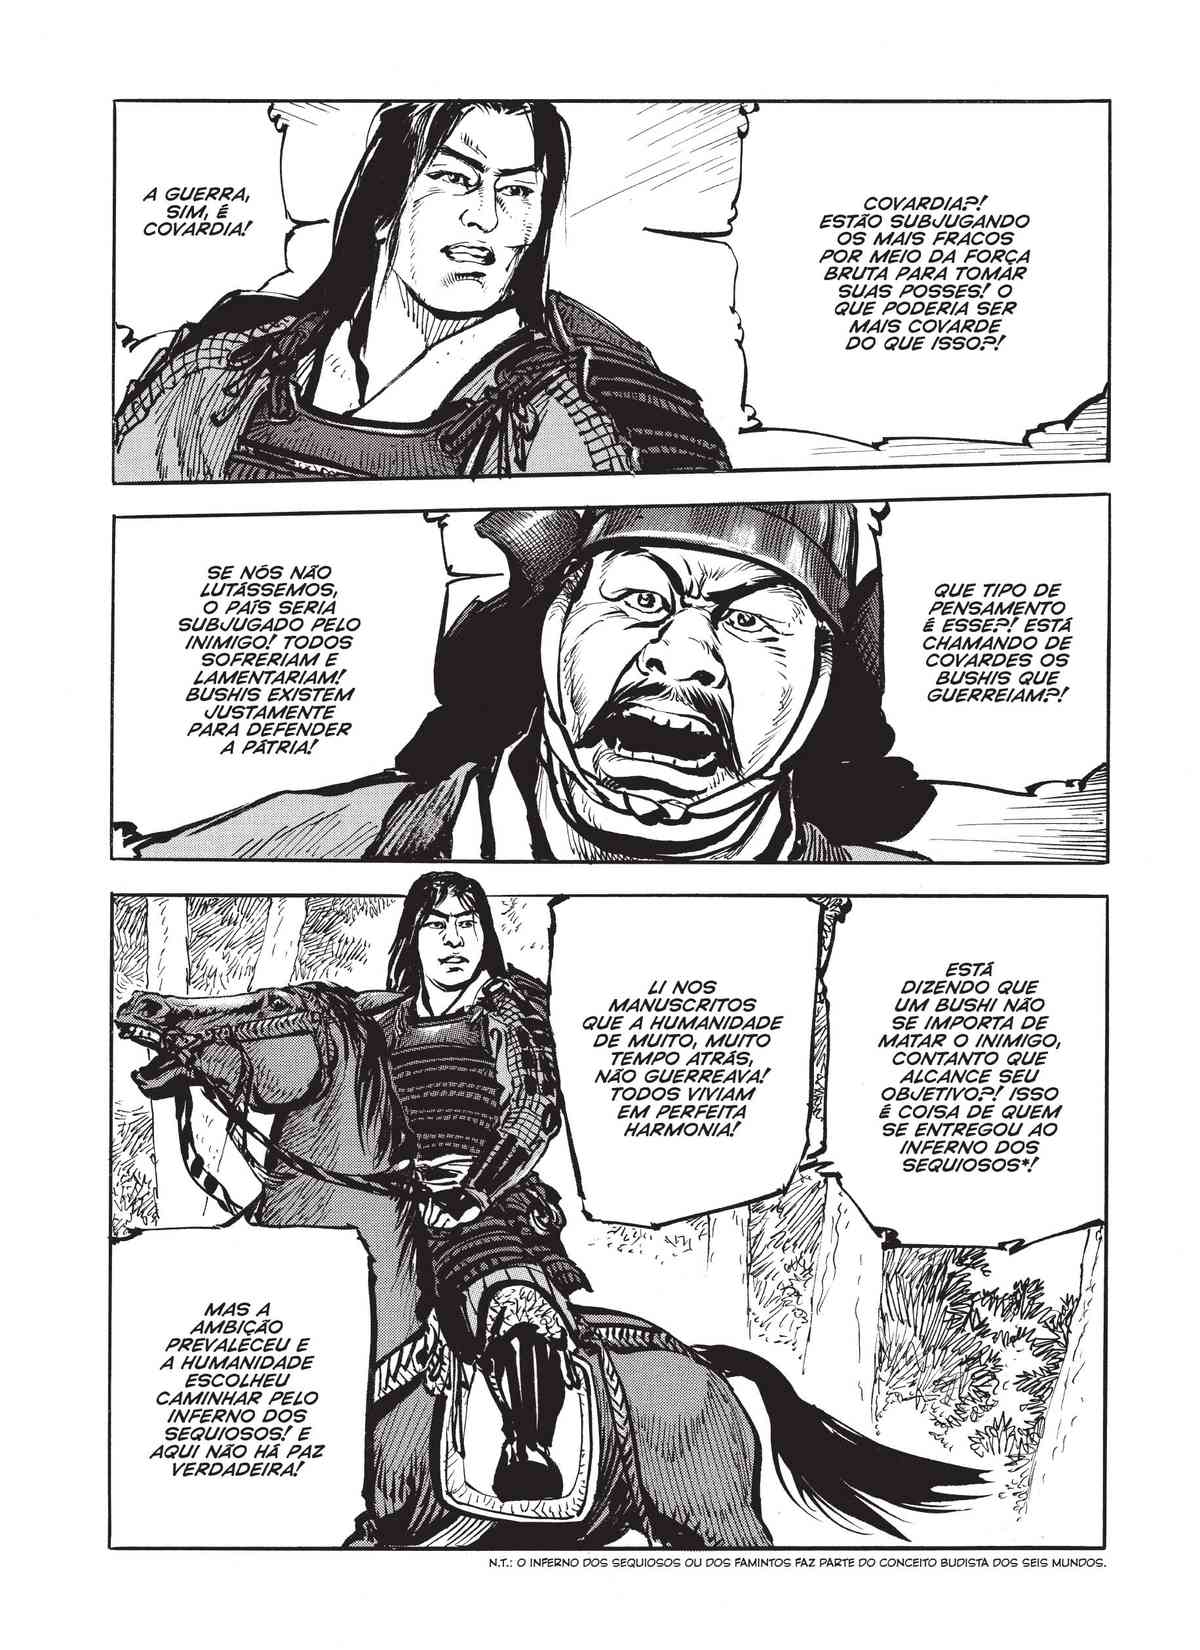 COVARDIA?!
ESTÃO SUBJUGANDO
OS MAIS FRACOS
POR MEIO DA FORÇA
BRUTA PARA TOMAR
SUAS POSSES! O
QUE PODERIA SER
MAIS COVARDE
DO QUE ISSO?!
A GUERRA,
SIM, É
COVARDIA!
QUE TIPO DE
PENSAMENTO
É ESSE?! ESTÁ
CHAMANDO DE
COVARDES OS
BUSHIS QUE
GUERREIAM?!
SE NÓS NÃO
LUTÁSSEMOS,
O PAÍS SERIA
SUBJUGADO PELO
INIMIGO! TODOS
SOFRERIAM E
LAMENTARIAM!
BUSHIS EXISTEM
JUSTAMENTE
PARA DEFENDER
A PÁTRIA!
ESTÁ
DIZENDO QUE
UM BUSHI NÃO
SE IMPORTA DE
MATAR O INIMIGO,
CONTANTO QUE
ALCANCE SEU
OBJETIVO?! ISSO
É COISA DE QUEM
SE ENTREGOU AO
INFERNO DOS
SEQUIOSOS*!
LI NOS
MANUSCRITOS
QUE A HUMANIDADE
DE MUITO, MUITO
TEMPO ATRÁS,
NÃO GUERREAVA!
TODOS VIVIAM
EM PERFEITA
HARMONIA!
MAS A
AMBIÇÃO
PREVALECEU E
A HUMANIDADE
ESCOLHEU
CAMINHAR PELO
INFERNO DOS
SEQUIOSOS! E
AQUI NÃO HÁ PAZ
VERDADEIRA!
N.T.: O INFERNO DOS SEQUIOSOS OU DOS FAMINTOS FAZ PARTE DO CONCEITO BUDISTA DOS SEIS MUNDOS.